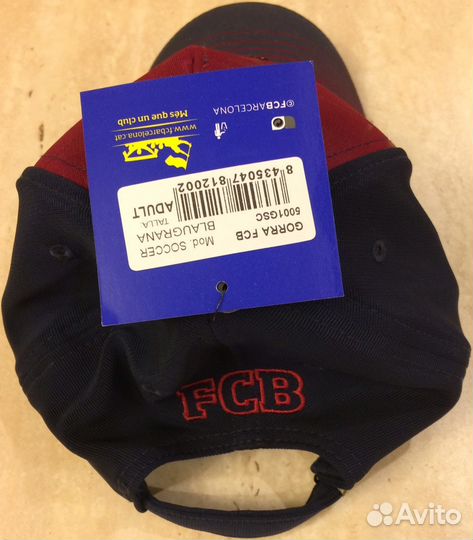 www.fcbarcelona.cat
Més que un club
©FCBARCELONA
8 435047 812002
GORRA FCB
5001GSC
Mod. SOCCER
BLAUGRANA
TALLA:
ADULT
FCB
Avito